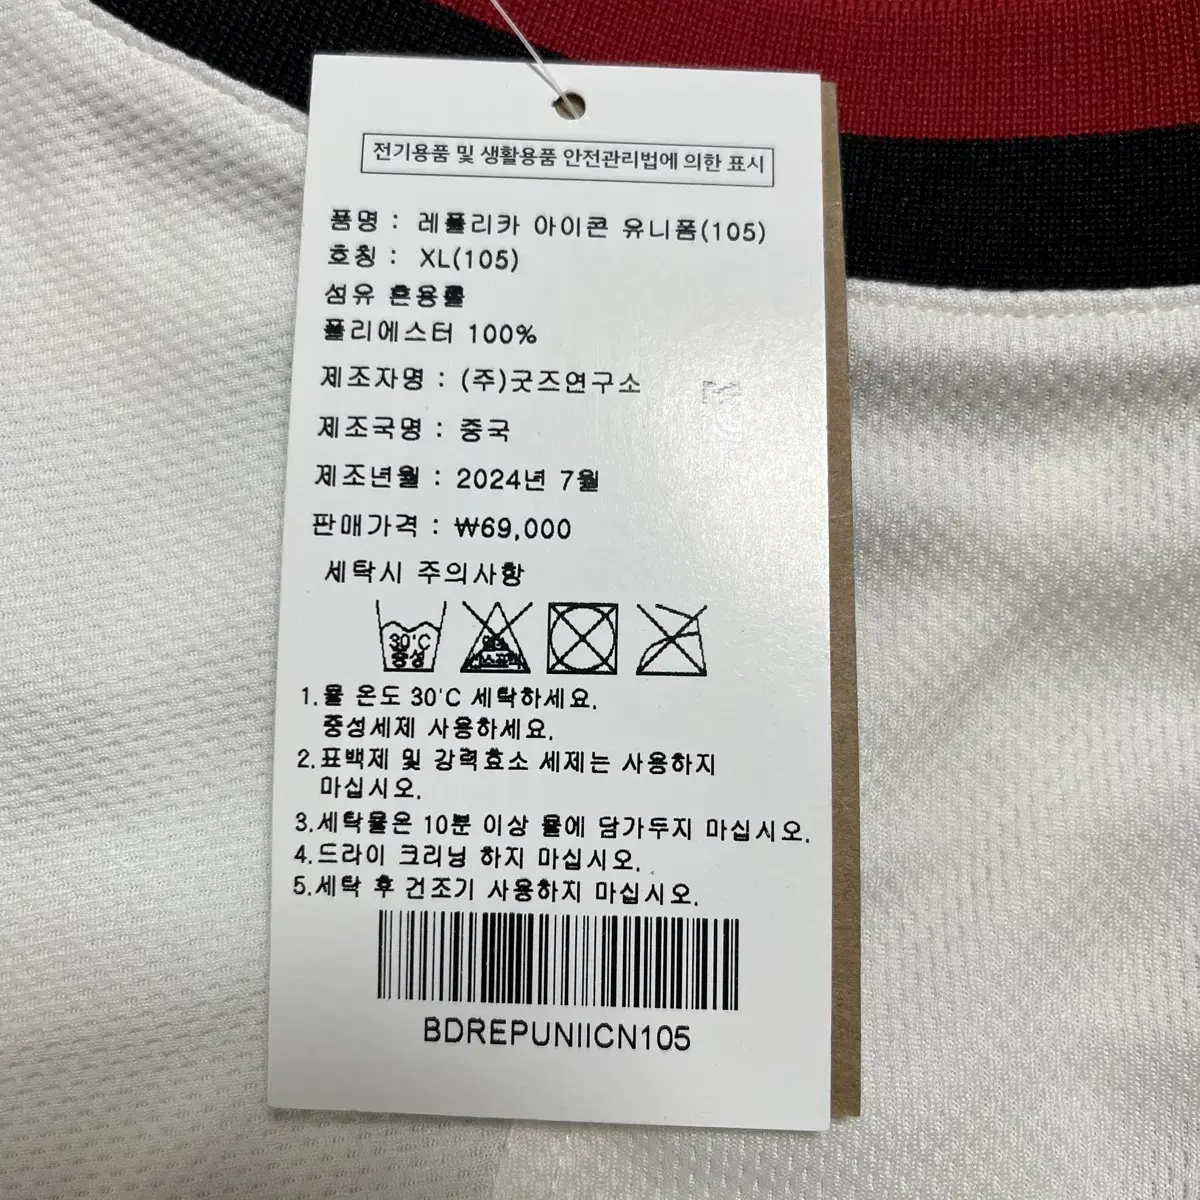 전기용품 및 생활용품 안전관리법에 의한 표시
품명 : 레플리카 아이콘 유니폼(105)
호칭 : XL(105)
섬유 혼용률
폴리에스터 100%
제조자명 : (주)굿즈연구소
제조국명 : 중국
제조년월 : 2024년 7월
판매가격 : ₩69,000
세탁시 주의사항
30'C
중성
1.물 온도 30'C 세탁하세요.
중성세제 사용하세요.
2.표백제 및 강력효소 세제는 사용하지
마십시오.
3.세탁물은 10분 이상 물에 담가두지 마십시오.
4.드라이 크리닝 하지 마십시오.
5.세탁 후 건조기 사용하지 마십시오.
BDREPUNIICN105